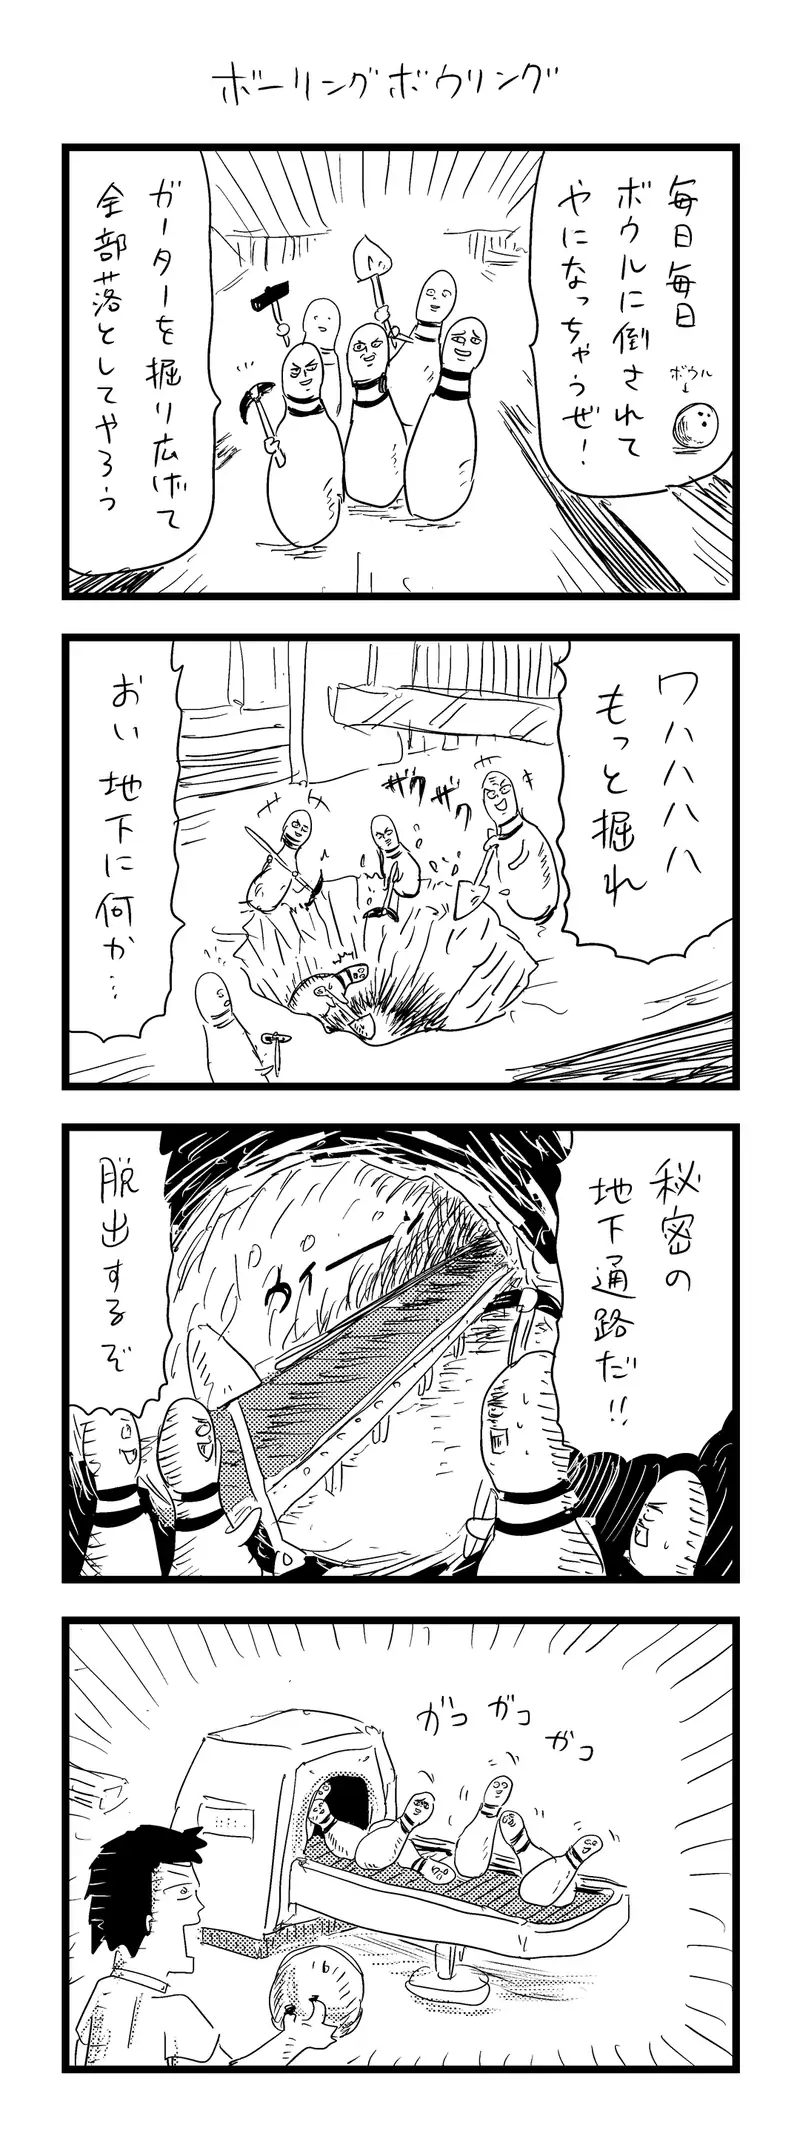 ボーリングボウリング
毎日毎日
ボウルに倒されて
やになっちゃうぜ!
ボウル
ガーターを掘り広げて
全部落としてやろう
ワハハハハ
もっと掘れ
ザクザク
おい 地下に何か…
秘密の
地下通路だ!!
ウィーーン
脱出するぞ
ガコ ガコ
ガコ